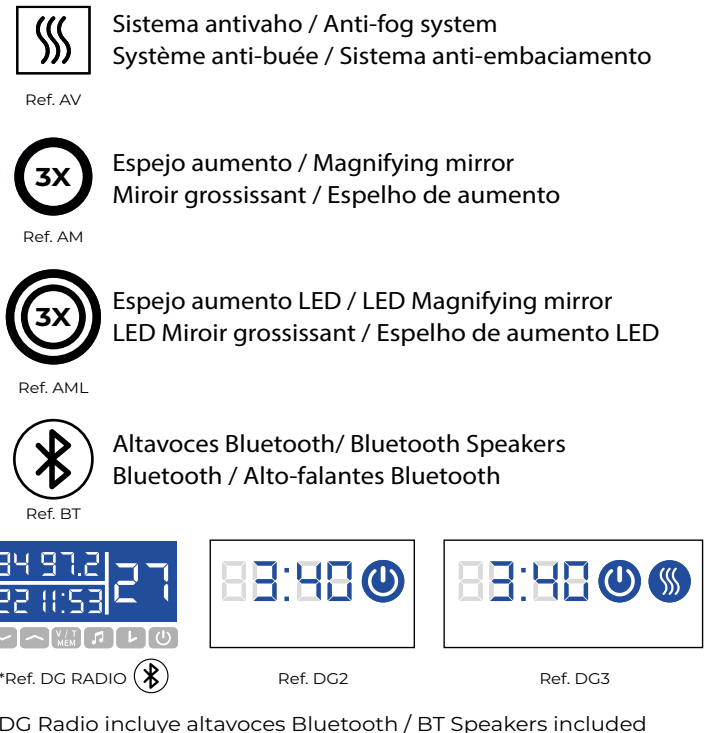 Sistema antivaho / Anti-fog system
Système anti-buée / Sistema anti-embaciamento
Ref. AV
3X
Espejo aumento / Magnifying mirror
Miroir grossissant / Espelho de aumento
Ref. AM
3X
Espejo aumento LED / LED Magnifying mirror
LED Miroir grossissant / Espelho de aumento LED
Ref. AML
Altavoces Bluetooth/ Bluetooth Speakers
Bluetooth / Alto-falantes Bluetooth
Ref. BT
97.2
22 11:53
27
V / T
MEM
3:40
3:40
*Ref. DG RADIO
Ref. DG2
Ref. DG3
DG Radio incluye altavoces Bluetooth / BT Speakers included